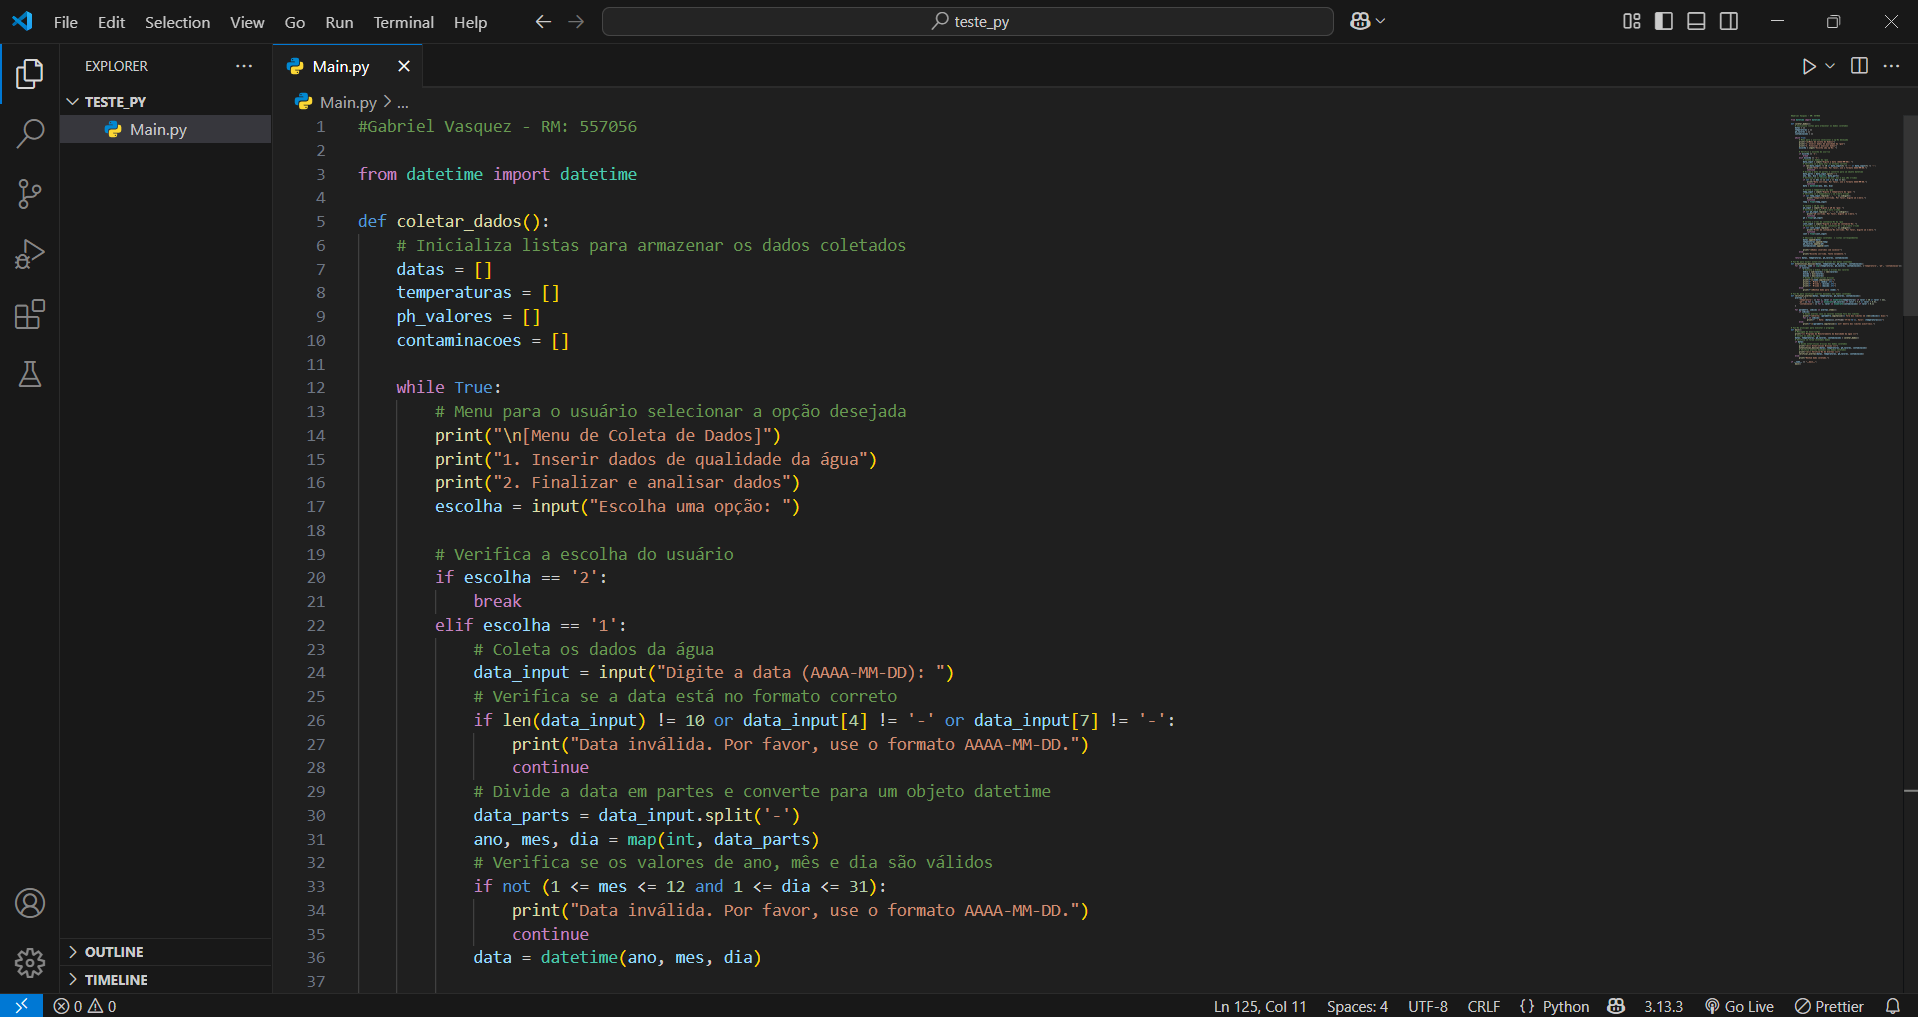 File Edit Selection View Go Run Terminal Help teste_py
EXPLORER
TESTE_PY
Main.py
OUTLINE
TIMELINE
Main.py
Main.py > ...
1 #Gabriel Vasquez - RM: 557056
2
3 from datetime import datetime
4
5 def coletar_dados():
6     # Inicializa listas para armazenar os dados coletados
7     datas = []
8     temperaturas = []
9     ph_valores = []
10     contaminacoes = []
11
12     while True:
13         # Menu para o usuário selecionar a opção desejada
14         print("\n[Menu de Coleta de Dados]")
15         print("1. Inserir dados de qualidade da água")
16         print("2. Finalizar e analisar dados")
17         escolha = input("Escolha uma opção: ")
18
19         # Verifica a escolha do usuário
20         if escolha == '2':
21             break
22         elif escolha == '1':
23             # Coleta os dados da água
24             data_input = input("Digite a data (AAAA-MM-DD): ")
25             # Verifica se a data está no formato correto
26             if len(data_input) != 10 or data_input[4] != '-' or data_input[7] != '-':
27                 print("Data inválida. Por favor, use o formato AAAA-MM-DD.")
28                 continue
29             # Divide a data em partes e converte para um objeto datetime
30             data_parts = data_input.split('-')
31             ano, mes, dia = map(int, data_parts)
32             # Verifica se os valores de ano, mês e dia são válidos
33             if not (1 <= mes <= 12 and 1 <= dia <= 31):
34                 print("Data inválida. Por favor, use o formato AAAA-MM-DD.")
35                 continue
36             data = datetime(ano, mes, dia)
37
0 0 Ln 125, Col 11 Spaces: 4 UTF-8 CRLF {} Python 3.13.3 Go Live Prettier